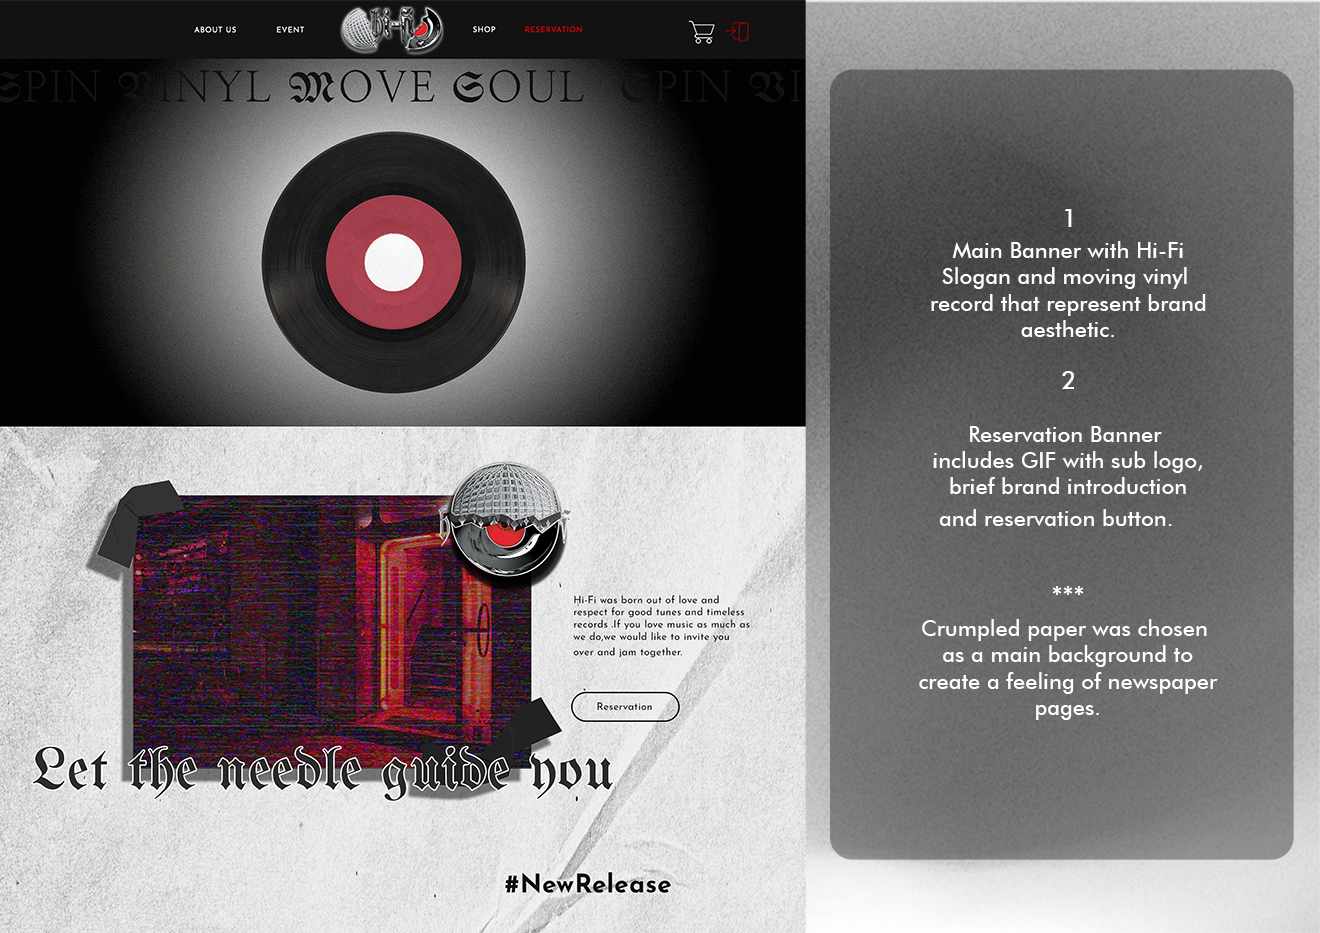 ABOUT US
EVENT
Hi-Fi
SHOP
RESERVATION
SPIN VINYL MOVE SOUL SPIN VI
Hi-Fi was born out of love and
respect for good tunes and timeless
records .If you love music as much as
we do,we would like to invite you
over and jam together.
Reservation
Let the needle guide you
#NewRelease
1
Main Banner with Hi-Fi
Slogan and moving vinyl
record that represent brand
aesthetic.
2
Reservation Banner
includes GIF with sub logo,
brief brand introduction
and reservation button.
***
Crumpled paper was chosen
as a main background to
create a feeling of newspaper
pages.